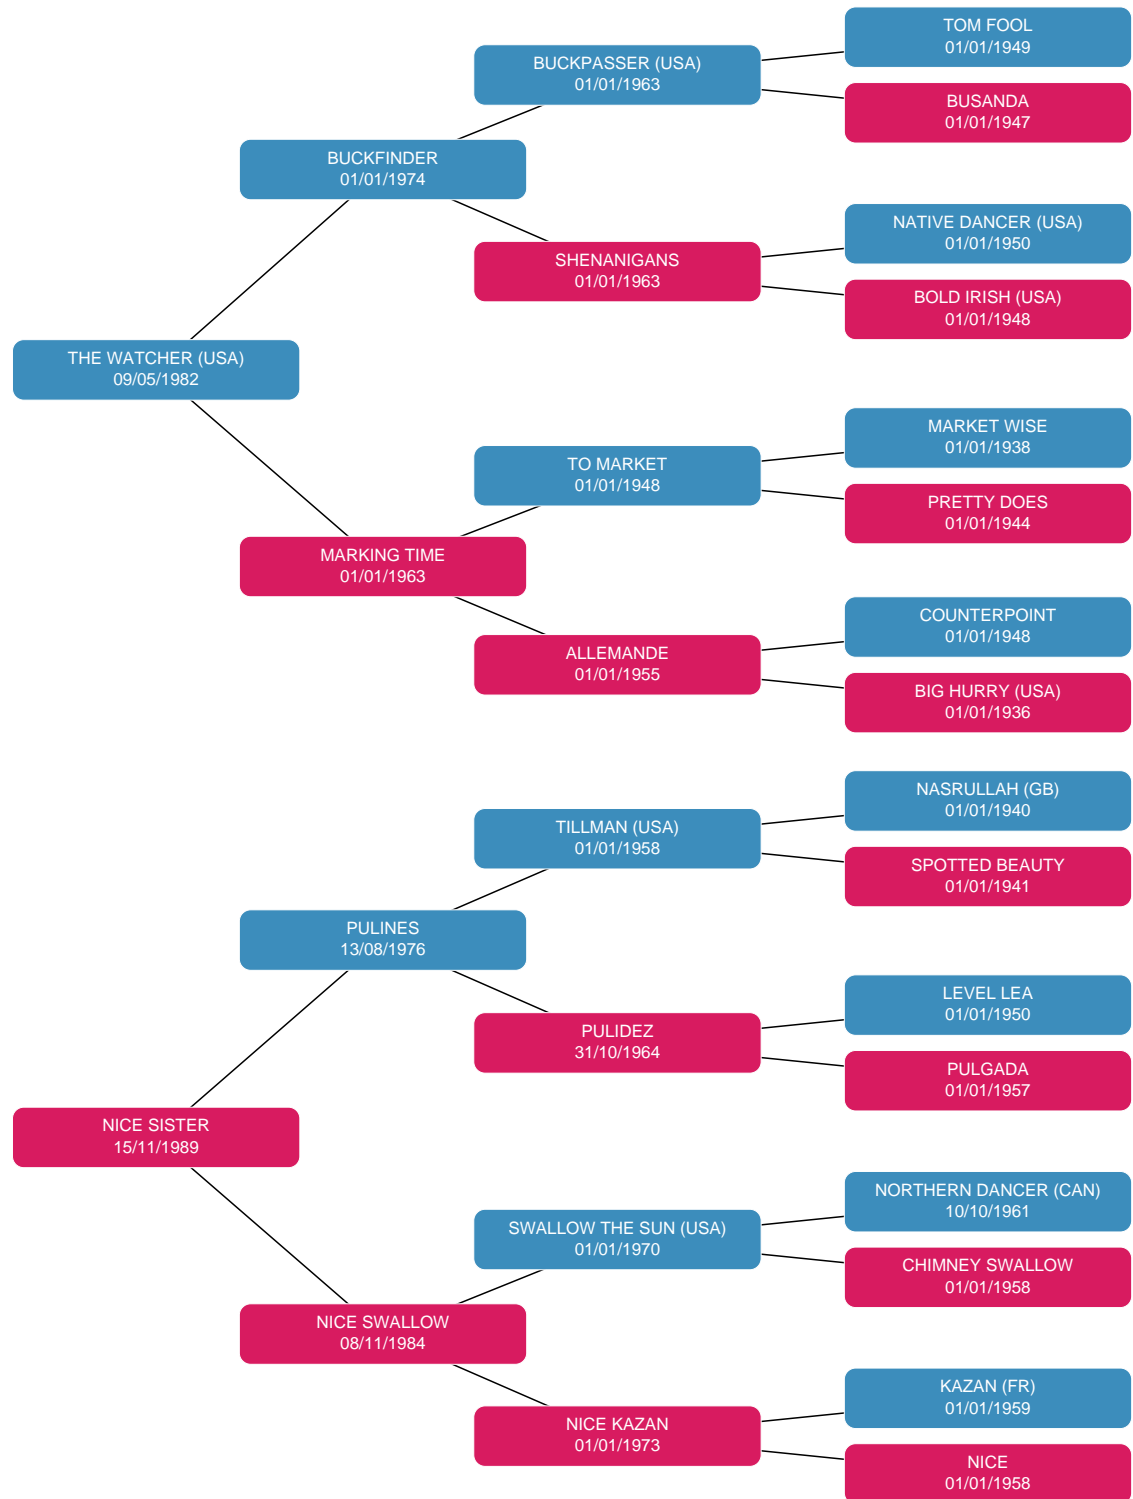 TOM FOOL
01/01/1949
BUCKPASSER (USA)
01/01/1963
BUSANDA
01/01/1947
BUCKFINDER
01/01/1974
NATIVE DANCER (USA)
01/01/1950
SHENANIGANS
01/01/1963
BOLD IRISH (USA)
01/01/1948
THE WATCHER (USA)
09/05/1982
MARKET WISE
01/01/1938
TO MARKET
01/01/1948
PRETTY DOES
01/01/1944
MARKING TIME
01/01/1963
COUNTERPOINT
01/01/1948
ALLEMANDE
01/01/1955
BIG HURRY (USA)
01/01/1936
NASRULLAH (GB)
01/01/1940
TILLMAN (USA)
01/01/1958
SPOTTED BEAUTY
01/01/1941
PULINES
13/08/1976
LEVEL LEA
01/01/1950
PULIDEZ
31/10/1964
PULGADA
01/01/1957
NICE SISTER
15/11/1989
NORTHERN DANCER (CAN)
10/10/1961
SWALLOW THE SUN (USA)
01/01/1970
CHIMNEY SWALLOW
01/01/1958
NICE SWALLOW
08/11/1984
KAZAN (FR)
01/01/1959
NICE KAZAN
01/01/1973
NICE
01/01/1958